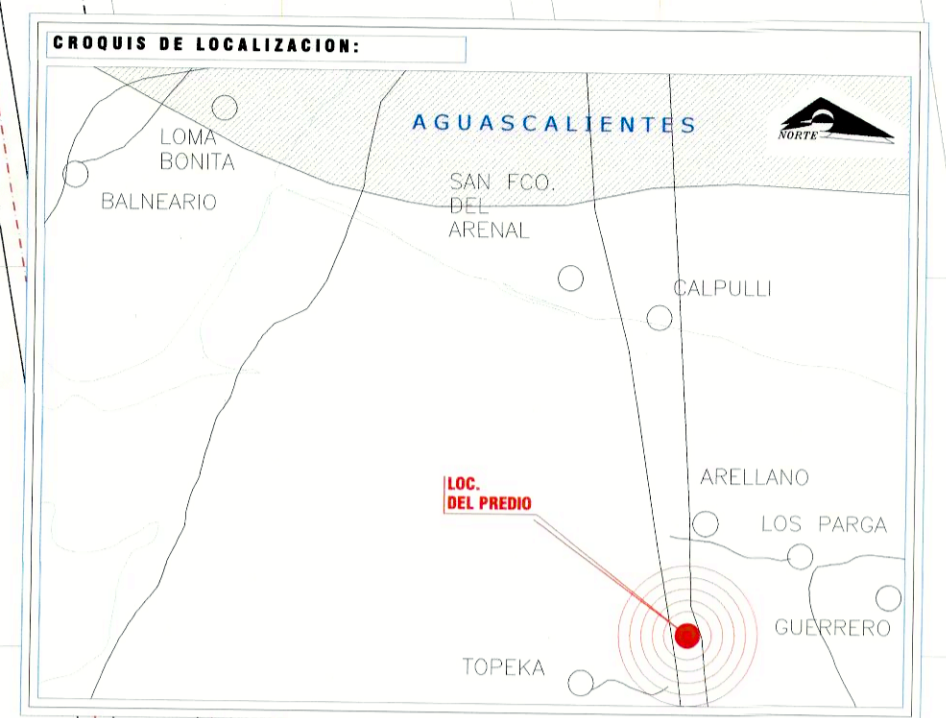 CROQUIS DE LOCALIZACION:
AGUASCALIENTES
NORTE
LOMA
BONITA
BALNEARIO
SAN FCO.
DEL
ARENAL
CALPULLI
LOC.
DEL PREDIO
ARELLANO
LOS PARGA
GUERRERO
TOPEKA